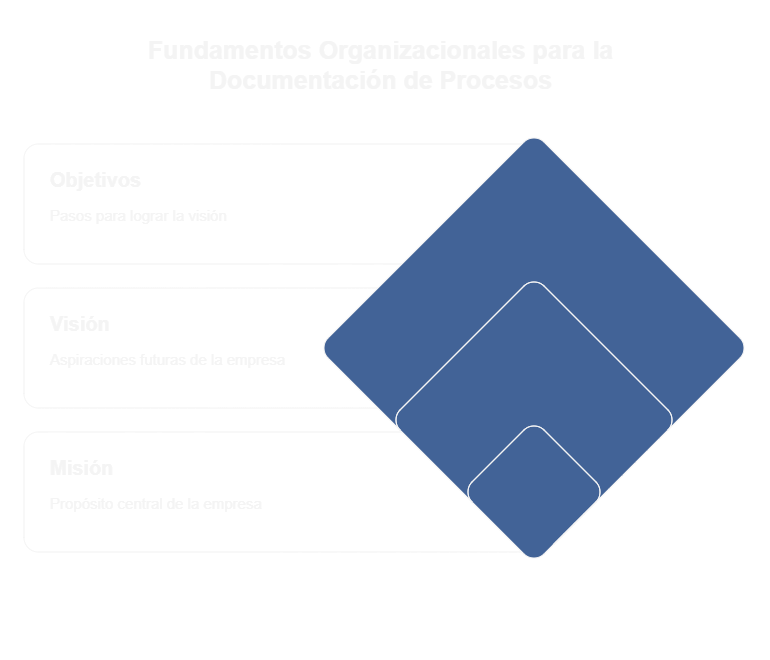 Fundamentos Organizacionales para la
Documentación de Procesos
Objetivos
Pasos para lograr la visión
Visión
Aspiraciones futuras de la empresa
Misión
Propósito central de la empresa